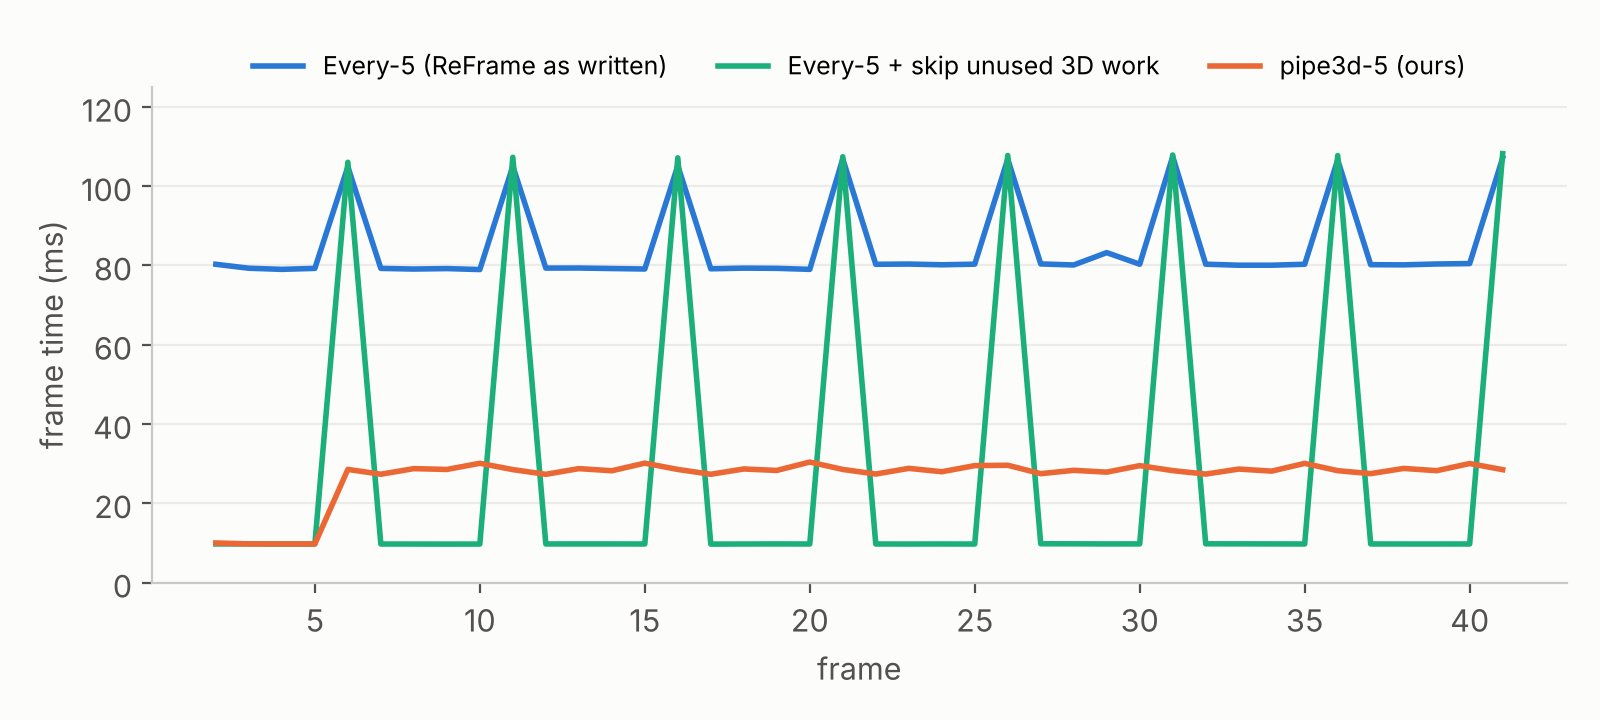 Every-5 (ReFrame as written) Every-5 + skip unused 3D work pipe3d-5 (ours)
120
100
80
60
40
20
0
frame time (ms)
5 10 15 20 25 30 35 40
frame